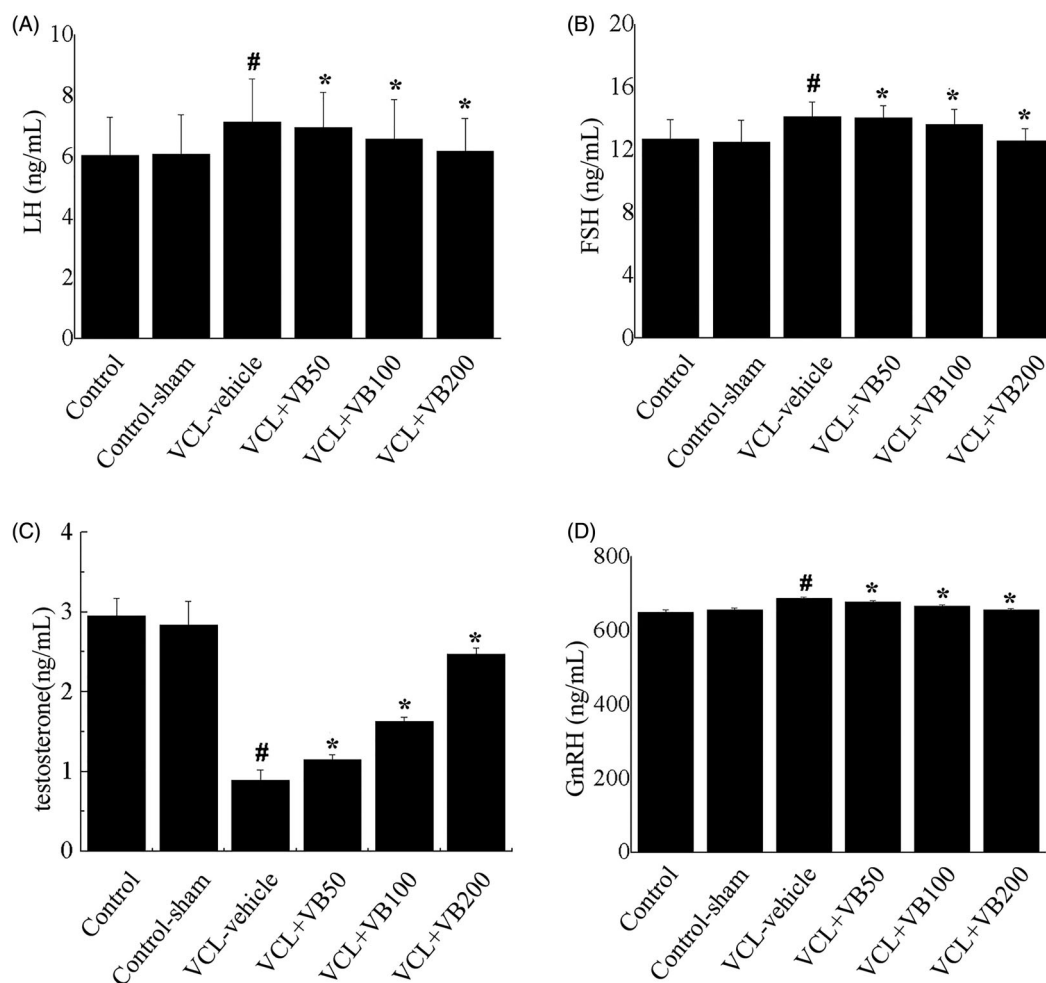 (A)
LH (ng/mL)
10
8
6
4
2
0
#
*
*
*
Control
Control-sham
VCL-vehicle
VCL+VB50
VCL+VB100
VCL+VB200
(B)
FSH (ng/mL)
20
16
12
8
4
0
#
*
*
*
Control
Control-sham
VCL-vehicle
VCL+VB50
VCL+VB100
VCL+VB200
(C)
testosterone(ng/mL)
4
3
2
1
0
#
*
*
*
Control
Control-sham
VCL-vehicle
VCL+VB50
VCL+VB100
VCL+VB200
(D)
GnRH (ng/mL)
800
600
400
200
0
#
*
*
*
Control
Control-sham
VCL-vehicle
VCL+VB50
VCL+VB100
VCL+VB200